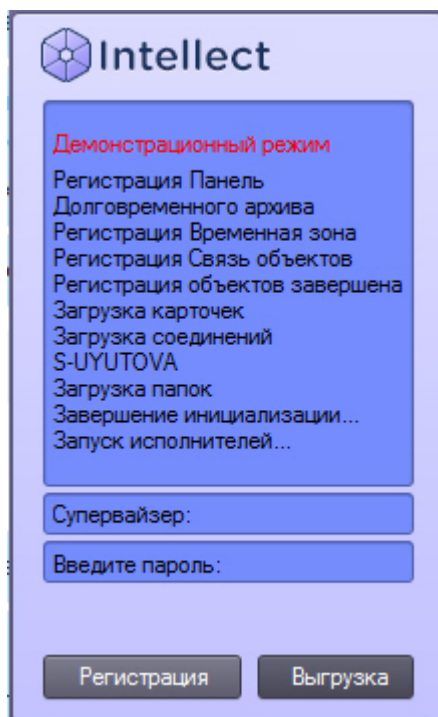 Intellect
Демонстрационный режим
Регистрация Панель
Долговременного архива
Регистрация Временная зона
Регистрация Связь объектов
Регистрация объектов завершена
Загрузка карточек
Загрузка соединений
S-UYUTOVA
Загрузка папок
Завершение инициализации...
Запуск исполнителей...
Супервайзер:
Введите пароль:
Регистрация
Выгрузка